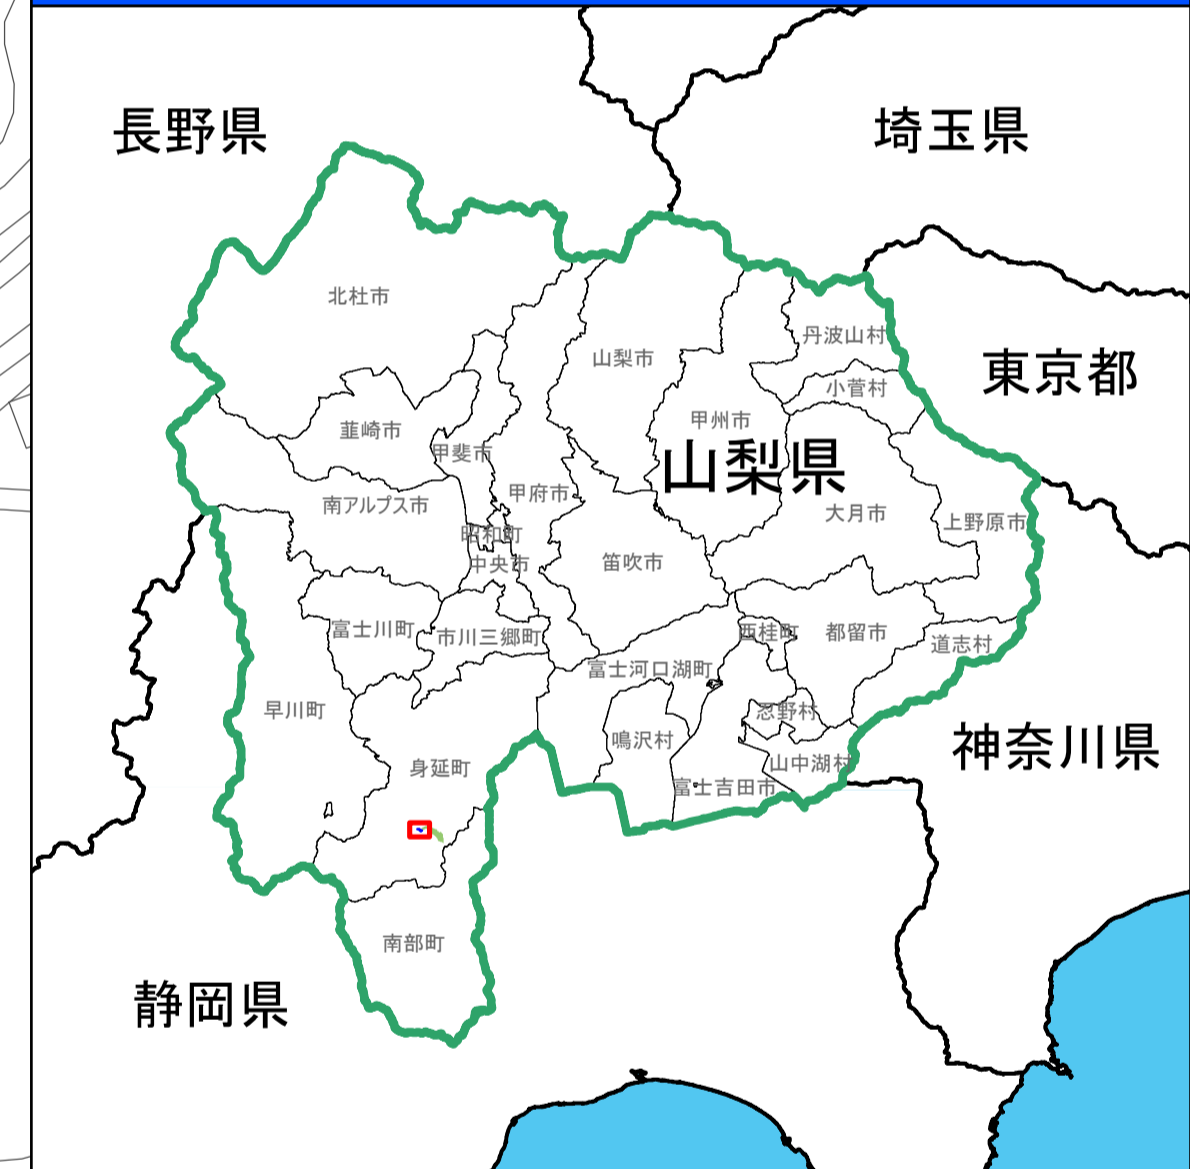 長野県
埼玉県
北杜市
丹波山村
山梨市
東京都
小菅村
甲州市
韮崎市
甲斐市
山梨県
甲府市
南アルプス市
大月市
上野原市
昭和町
中央市
笛吹市
富士川町
市川三郷町
西桂町
都留市
道志村
富士河口湖町
早川町
忍野村
鳴沢村
神奈川県
山中湖村
身延町
富士吉田市
南部町
静岡県